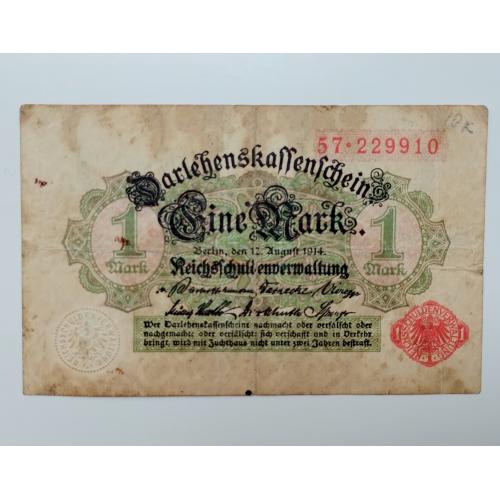 10K
57·229910
Darlehenskassenschein
Eine Mark.
1 Mark
1 Mark
Berlin, den 12. August 1914.
Reichsschuldenverwaltung
Wer Darlehenskassenscheine nachmacht oder verfälscht oder
nachgemachte oder verfälschte sich verschafft und in Verkehr
bringt, wird mit Zuchthaus nicht unter zwei Jahren bestraft.
1 1